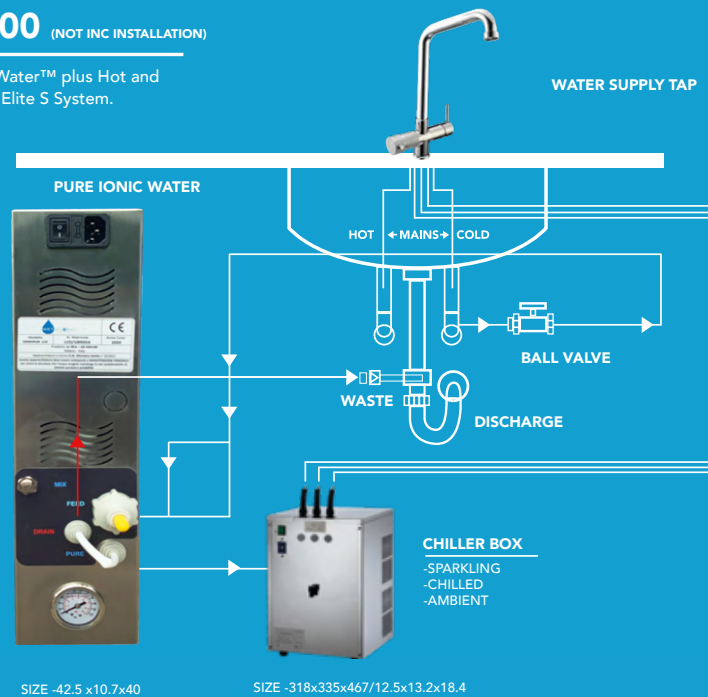 00 (NOT INC INSTALLATION)
Water™ plus Hot and
Elite S System.
WATER SUPPLY TAP
PURE IONIC WATER
HOT MAINS COLD
BALL VALVE
WASTE
DISCHARGE
MIX
FEED
DRAIN
PURE
CE
CHILLER BOX
-SPARKLING
-CHILLED
-AMBIENT
SIZE -42.5 x10.7x40
SIZE -318x335x467/12.5x13.2x18.4